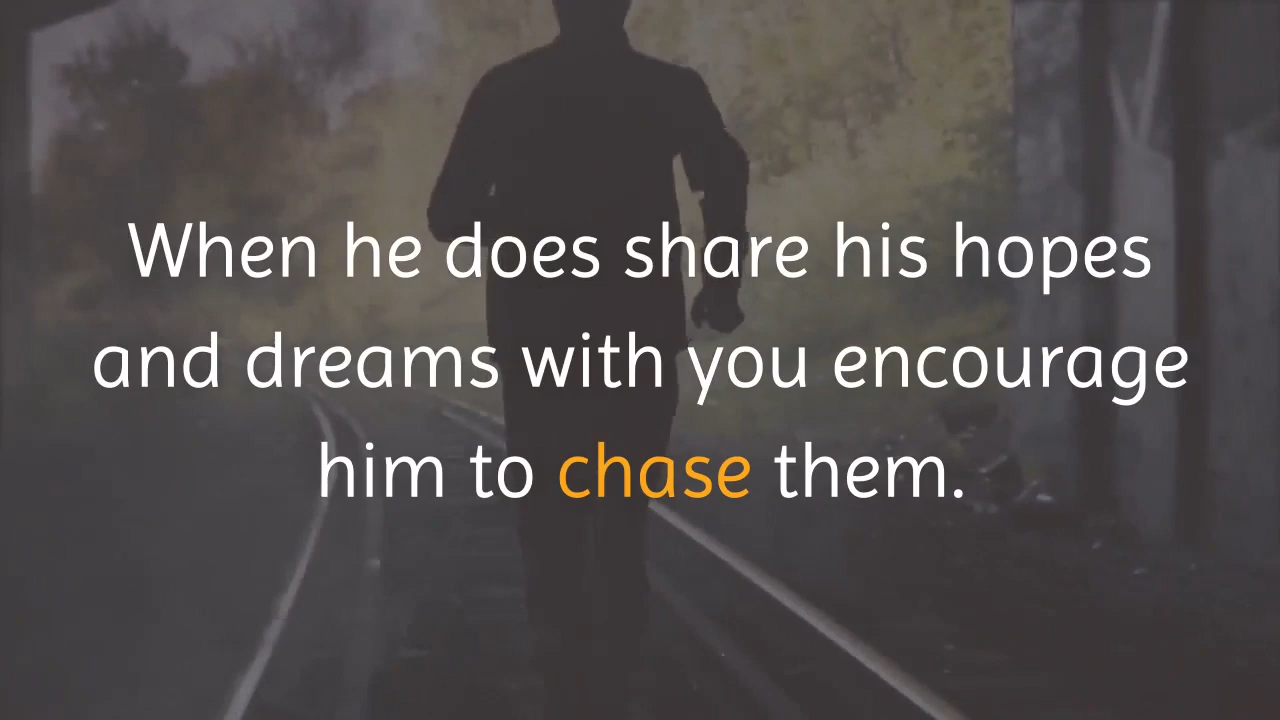 When he does share his hopes
and dreams with you encourage
him to chase them.